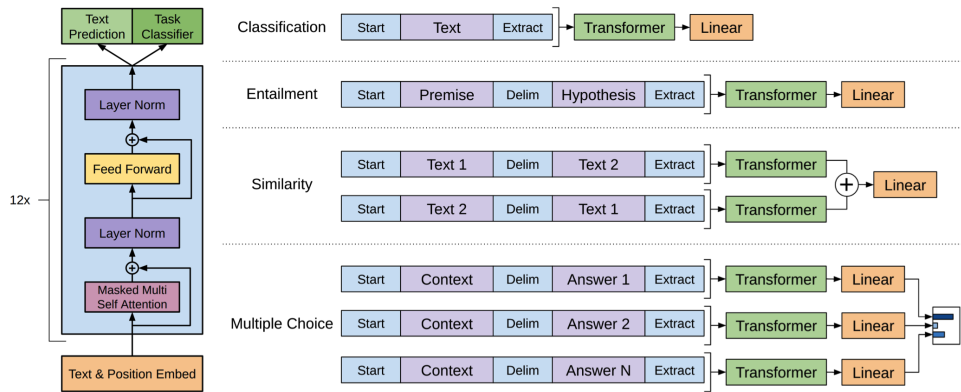 Text
Prediction
Task
Classifier
12x
Layer Norm
+
Feed Forward
Layer Norm
+
Masked Multi
Self Attention
Text & Position Embed
Classification
Start Text Extract Transformer Linear
Entailment
Start Premise Delim Hypothesis Extract Transformer Linear
Similarity
Start Text 1 Delim Text 2 Extract Transformer
+ Linear
Start Text 2 Delim Text 1 Extract Transformer
Multiple Choice
Start Context Delim Answer 1 Extract Transformer Linear
Start Context Delim Answer 2 Extract Transformer Linear
Start Context Delim Answer N Extract Transformer Linear